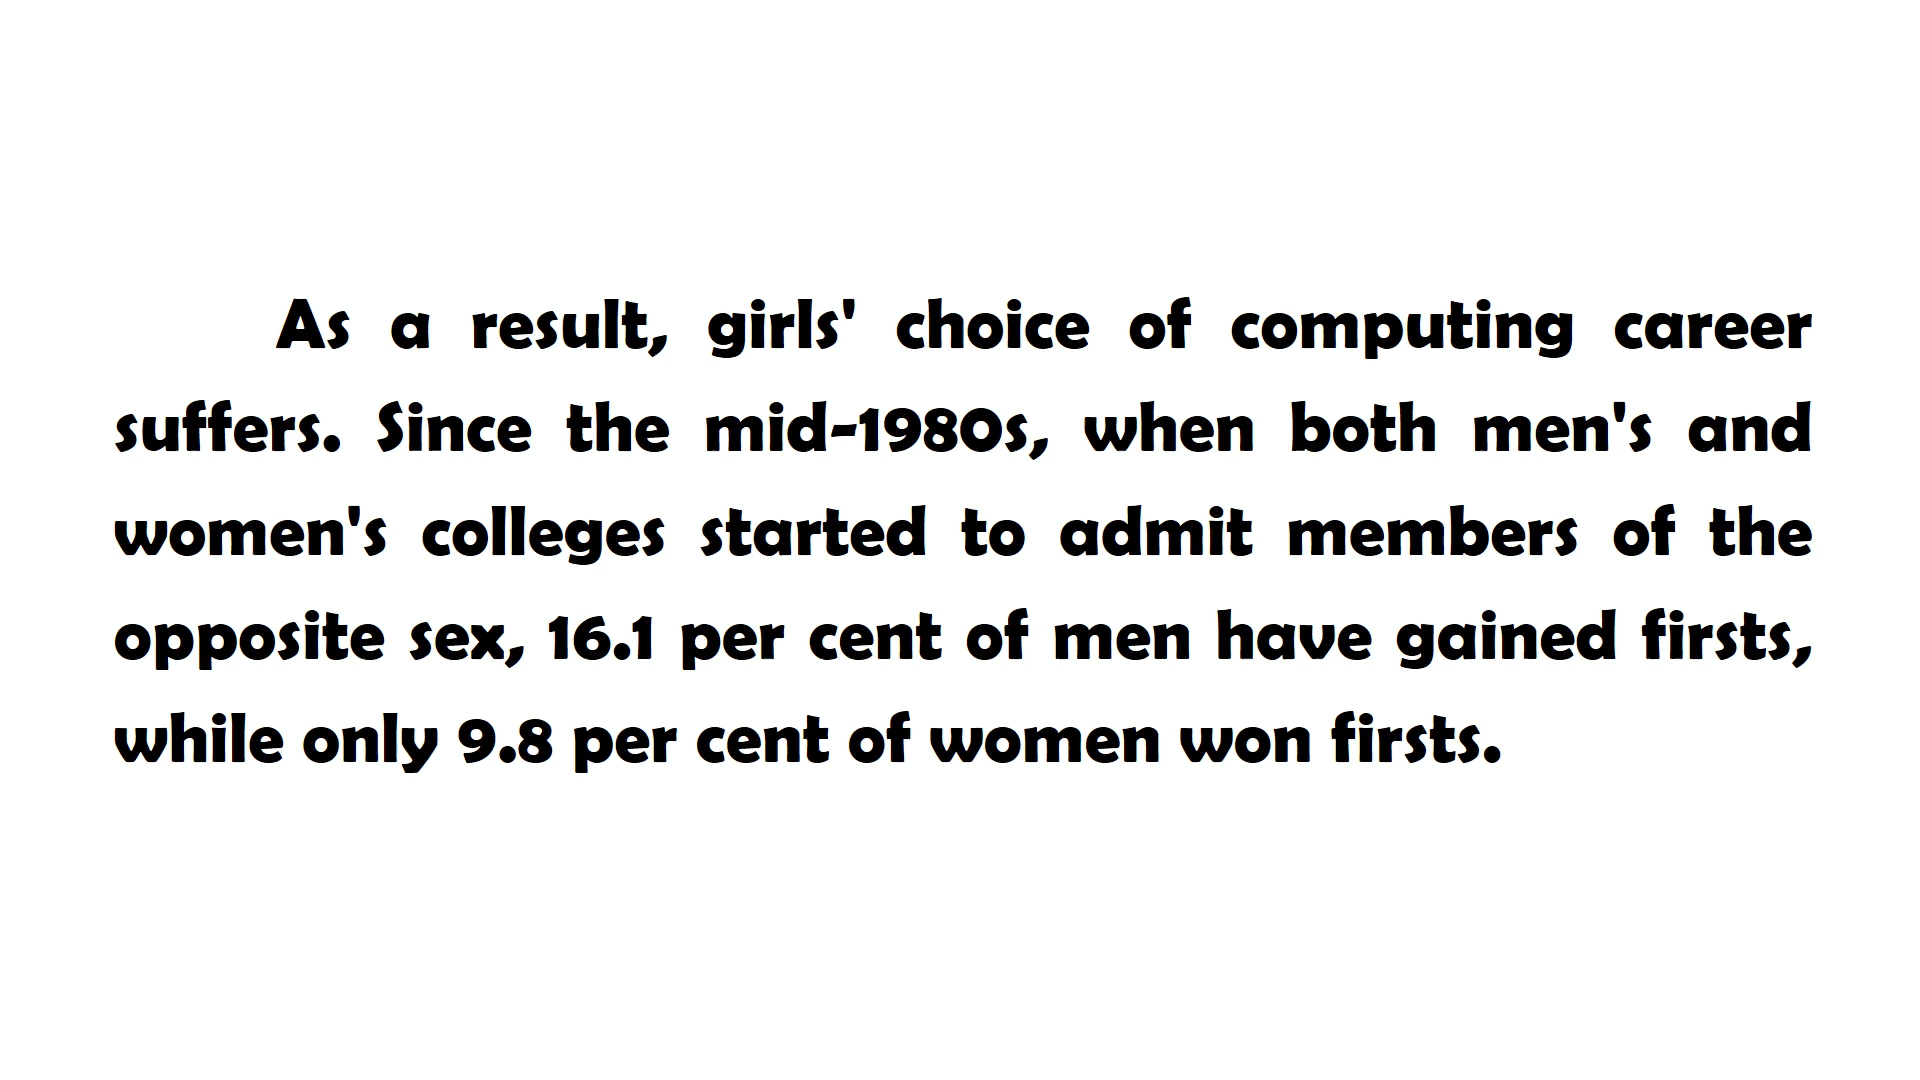 As a result, girls' choice of computing career
suffers. Since the mid-1980s, when both men's and
women's colleges started to admit members of the
opposite sex, 16.1 per cent of men have gained firsts,
while only 9.8 per cent of women won firsts.